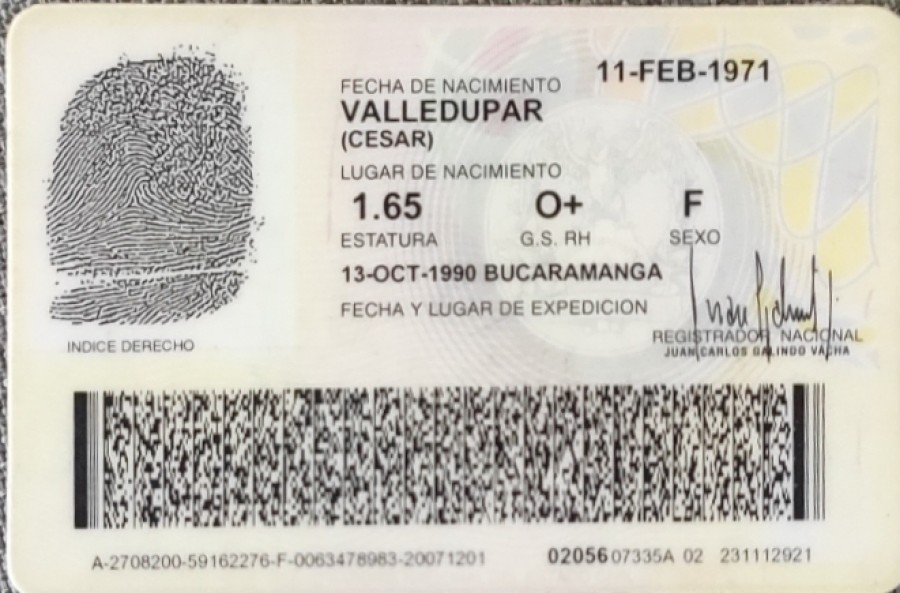 11-FEB-1971
FECHA DE NACIMIENTO
VALLEDUPAR
(CESAR)
LUGAR DE NACIMIENTO
1.65 O+ F
ESTATURA G.S. RH SEXO
13-OCT-1990 BUCARAMANGA
FECHA Y LUGAR DE EXPEDICION
REGISTRADOR NACIONAL
JUAN CARLOS GALINDO VACHA
INDICE DERECHO
A-2708200-59162276-F-0063478983-20071201 02056 07335A 02 231112921